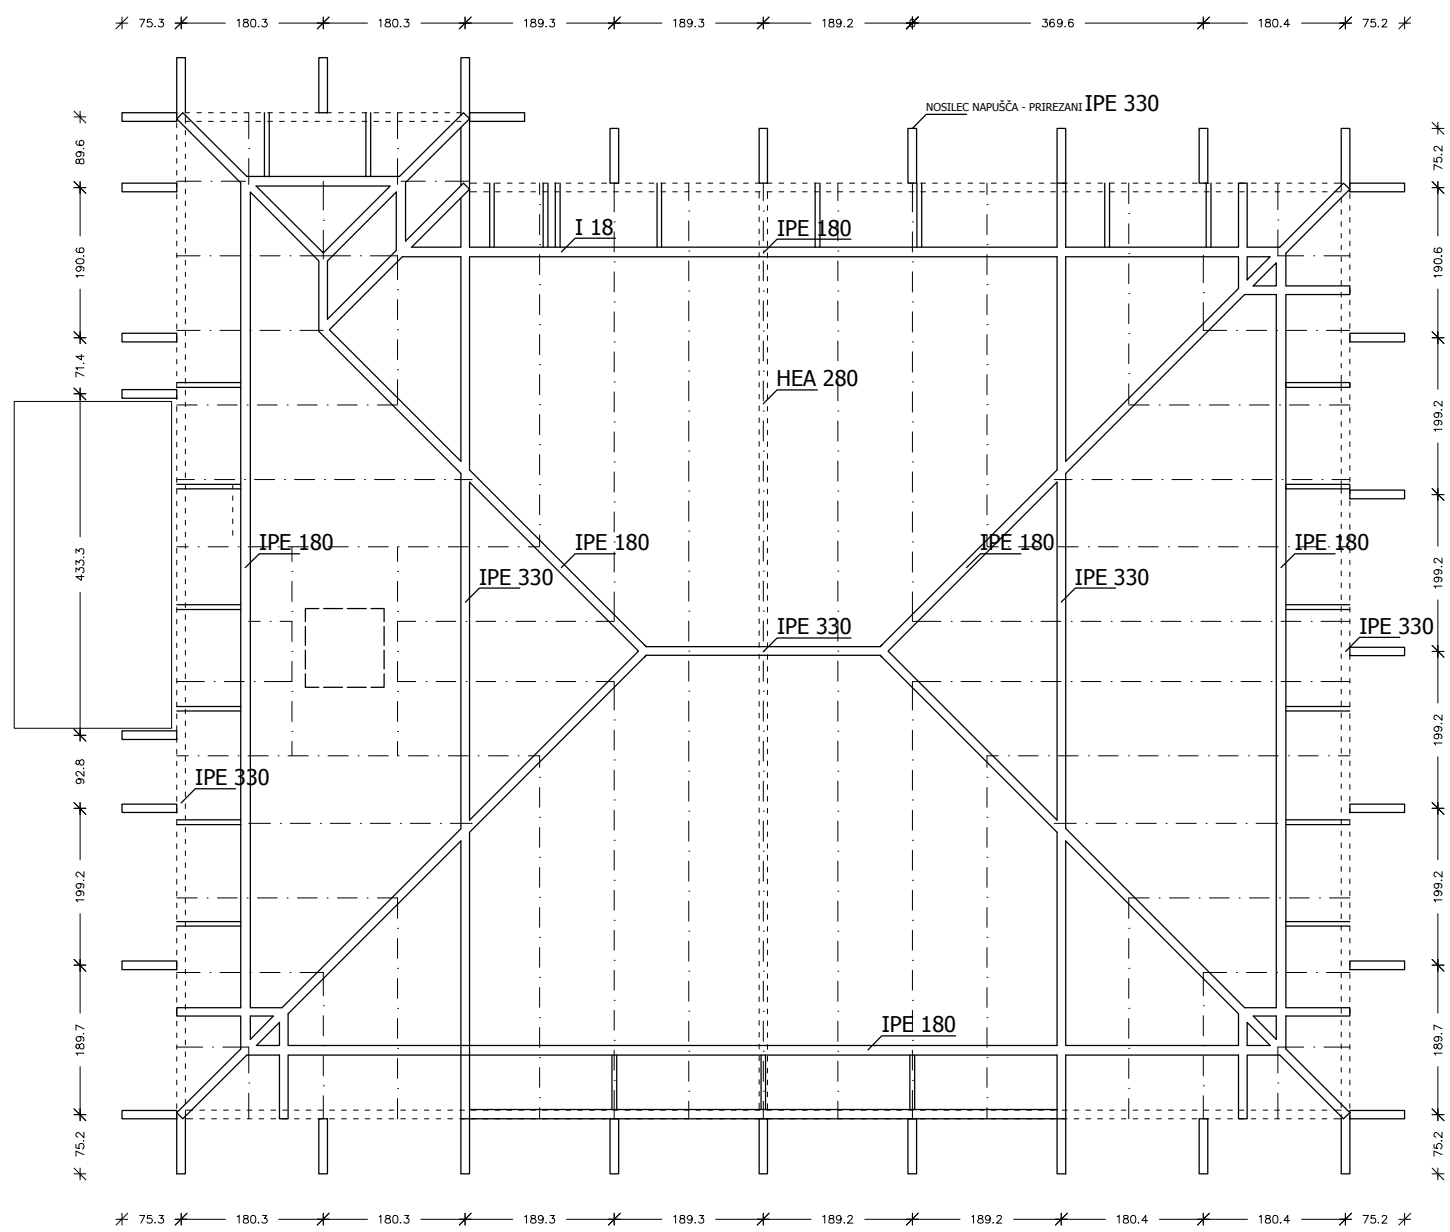 75.3 180.3 180.3 189.3 189.3 189.2 369.6 180.4 75.2
NOSILEC NAPUŠČA - PRIREZANI IPE 330
89.6
75.2
I 18
IPE 180
190.6
190.6
71.4
HEA 280
199.2
433.3
IPE 180
IPE 180
IPE 180
IPE 180
IPE 330
IPE 330
199.2
IPE 330
IPE 330
199.2
92.8
IPE 330
199.2
199.2
IPE 180
189.7
189.7
75.2
75.2
75.3 180.3 180.3 189.3 189.3 189.2 189.2 180.4 180.4 75.2